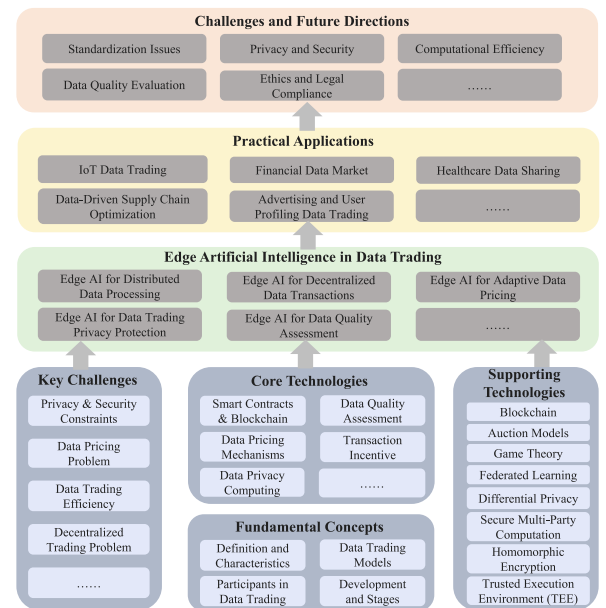 Challenges and Future Directions
Standardization Issues
Privacy and Security
Computational Efficiency
Data Quality Evaluation
Ethics and Legal
Compliance
……
Practical Applications
IoT Data Trading
Financial Data Market
Healthcare Data Sharing
Data-Driven Supply Chain
Optimization
Advertising and User
Profiling Data Trading
……
Edge Artificial Intelligence in Data Trading
Edge AI for Distributed
Data Processing
Edge AI for Decentralized
Data Transactions
Edge AI for Adaptive Data
Pricing
Edge AI for Data Trading
Privacy Protection
Edge AI for Data Quality
Assessment
……
Key Challenges
Privacy & Security
Constraints
Data Pricing
Problem
Data Trading
Efficiency
Decentralized
Trading Problem
……
Core Technologies
Smart Contracts
& Blockchain
Data Quality
Assessment
Data Pricing
Mechanisms
Transaction
Incentive
Data Privacy
Computing
……
Fundamental Concepts
Definition and
Characteristics
Data Trading
Models
Participants in
Data Trading
Development
and Stages
Supporting
Technologies
Blockchain
Auction Models
Game Theory
Federated Learning
Differential Privacy
Secure Multi-Party
Computation
Homomorphic
Encryption
Trusted Execution
Environment (TEE)